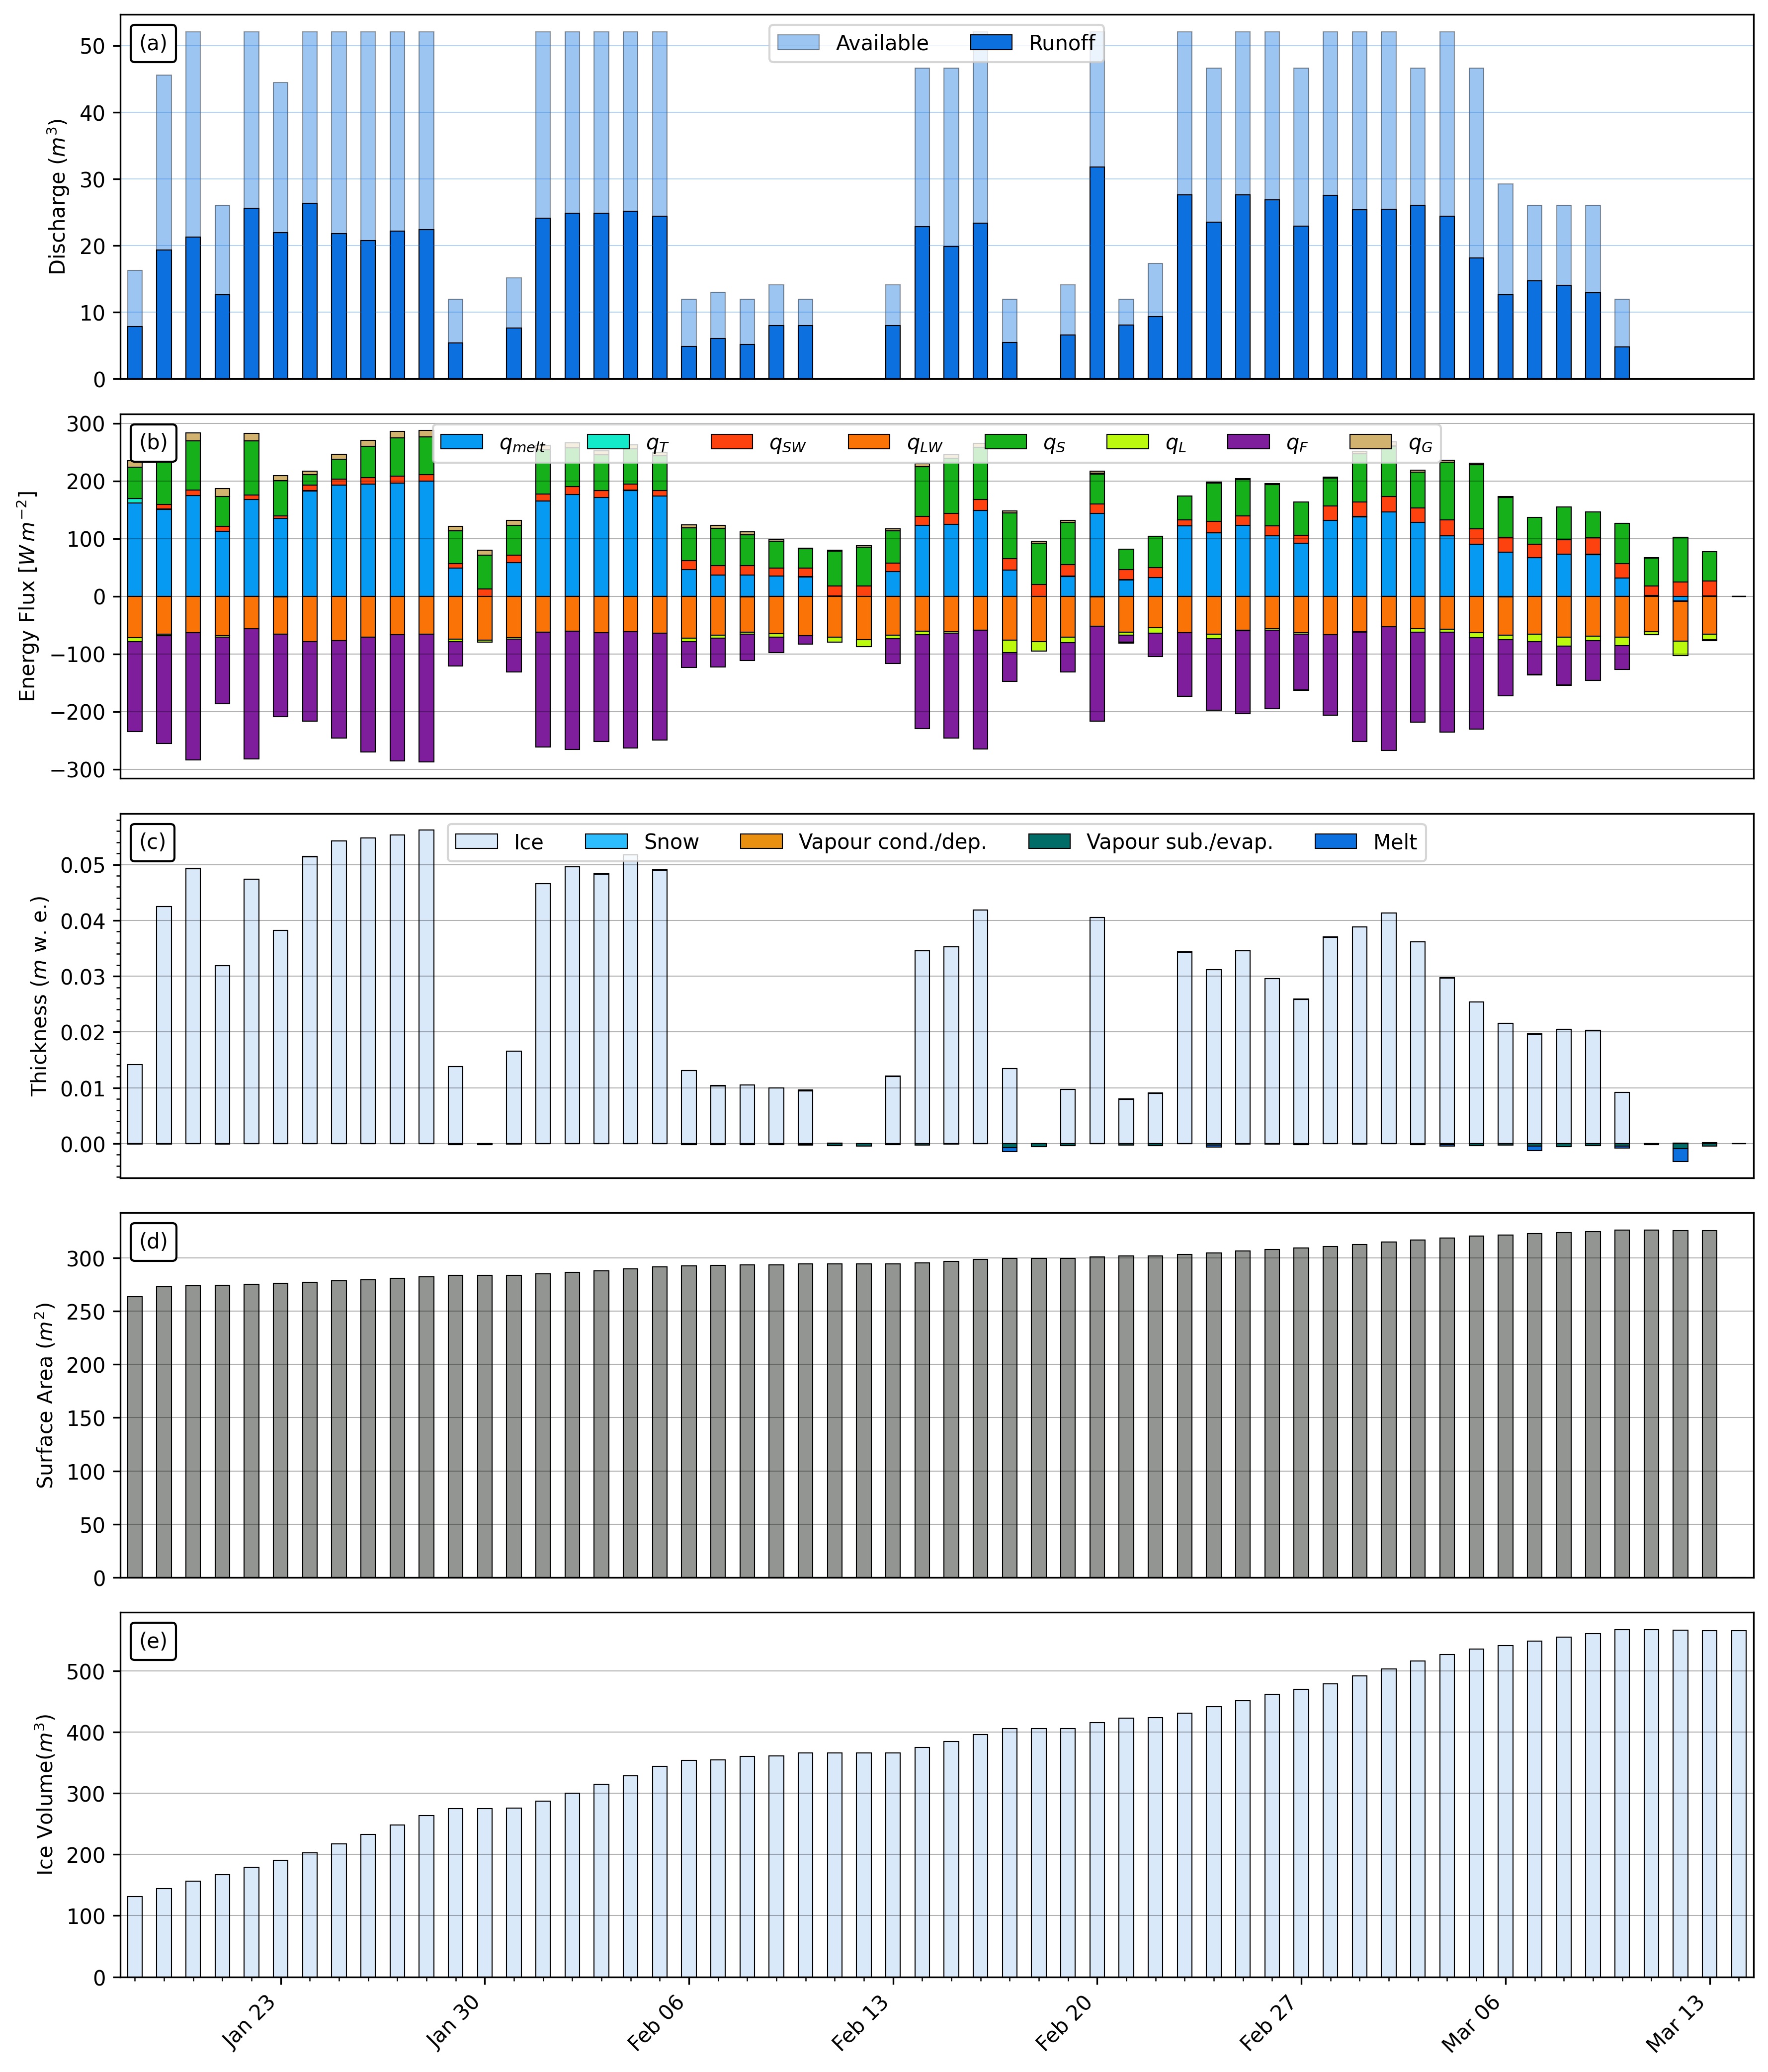 (a)
Available Runoff
50
40
30
20
10
0
Discharge (m³)
(b)
q_melt q_T q_SW q_LW q_S q_L q_F q_G
300
200
100
0
−100
−200
−300
Energy Flux [W m⁻²]
(c)
Ice Snow Vapour cond./dep. Vapour sub./evap. Melt
0.05
0.04
0.03
0.02
0.01
0.00
Thickness (m w. e.)
(d)
300
250
200
150
100
50
0
Surface Area (m²)
(e)
500
400
300
200
100
0
Ice Volume(m³)
Jan 23 Jan 30 Feb 06 Feb 13 Feb 20 Feb 27 Mar 06 Mar 13